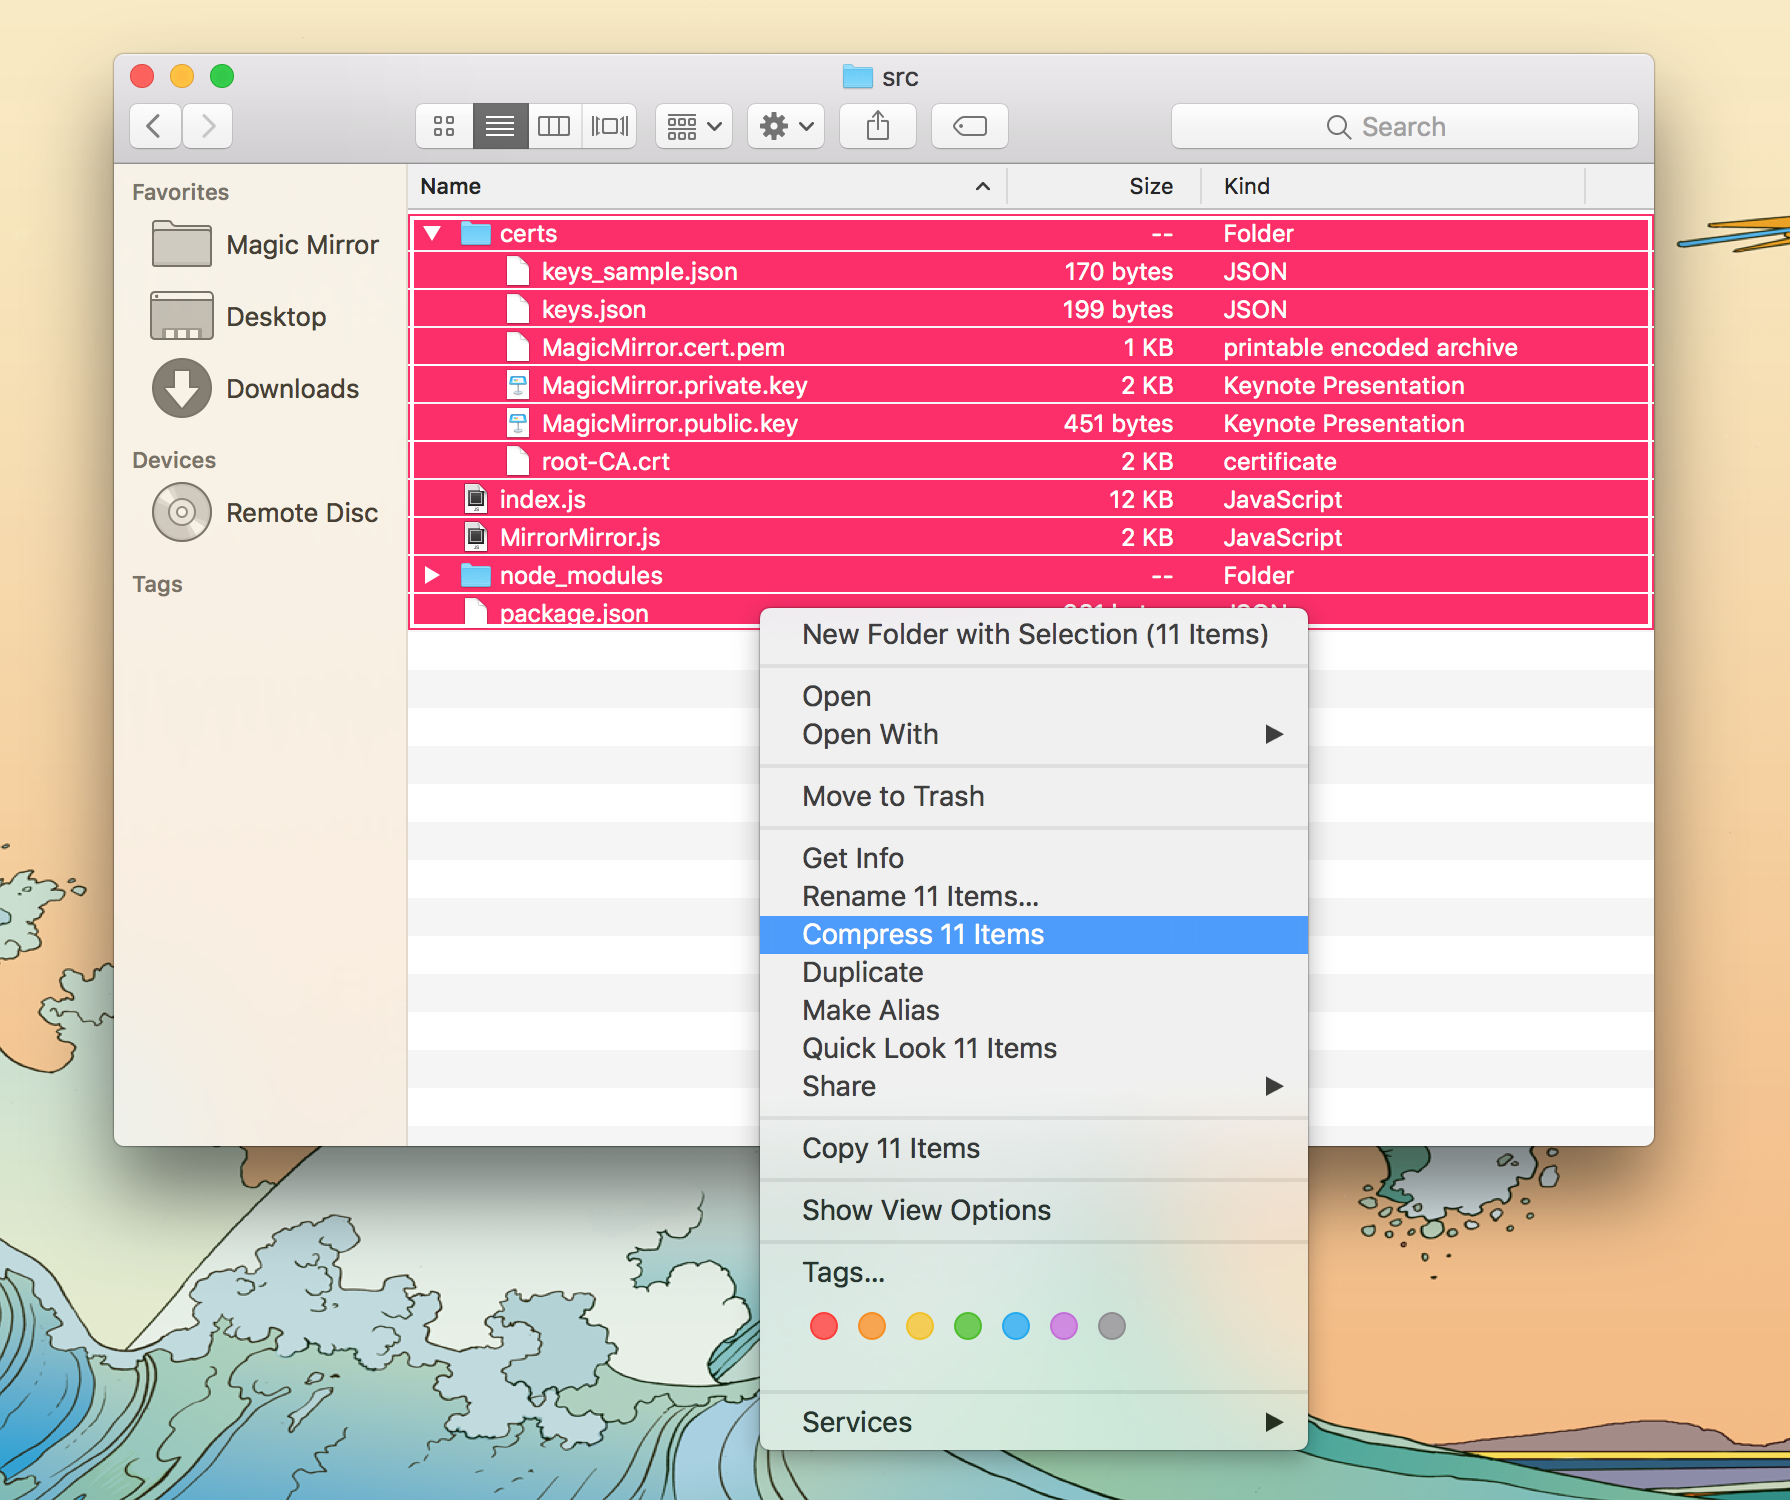 src
Search
Favorites
Magic Mirror
Desktop
Downloads
Devices
Remote Disc
Tags
Name Size Kind
certs -- Folder
keys_sample.json 170 bytes JSON
keys.json 199 bytes JSON
MagicMirror.cert.pem 1 KB printable encoded archive
MagicMirror.private.key 2 KB Keynote Presentation
MagicMirror.public.key 451 bytes Keynote Presentation
root-CA.crt 2 KB certificate
index.js 12 KB JavaScript
MirrorMirror.js 2 KB JavaScript
node_modules -- Folder
package.json
New Folder with Selection (11 Items)
Open
Open With
Move to Trash
Get Info
Rename 11 Items...
Compress 11 Items
Duplicate
Make Alias
Quick Look 11 Items
Share
Copy 11 Items
Show View Options
Tags...
Services